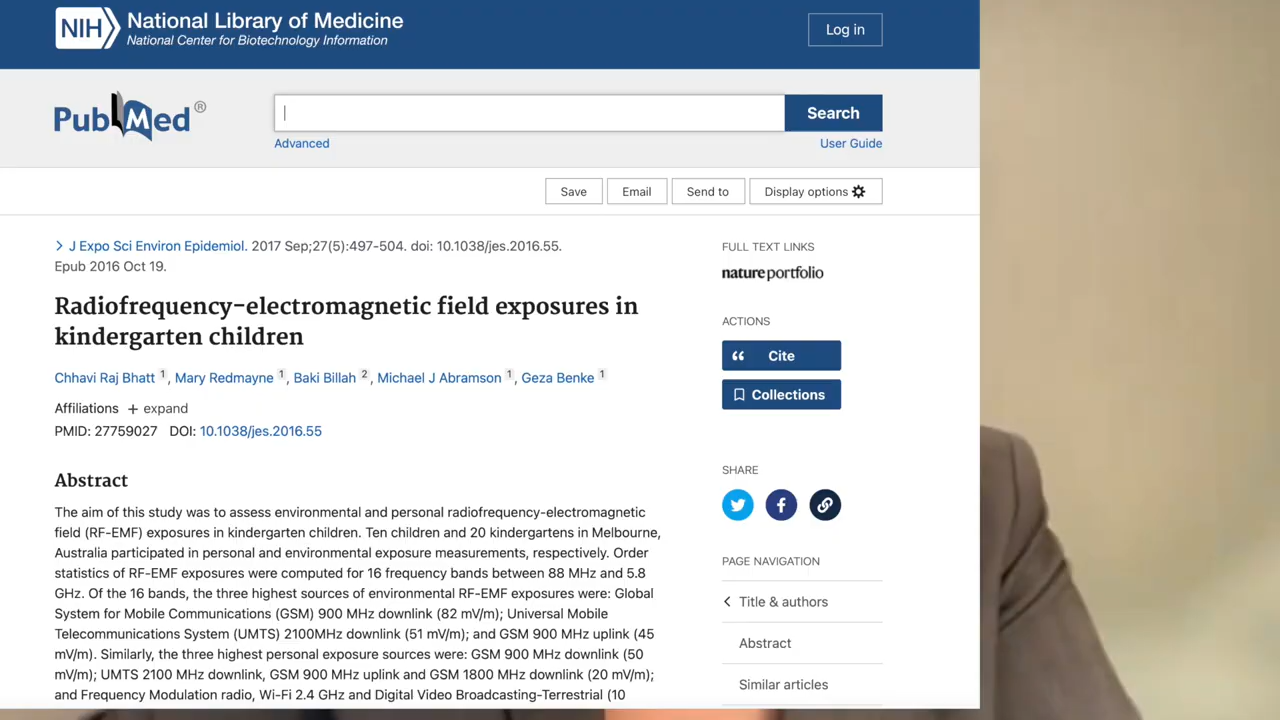 NIH National Library of Medicine
National Center for Biotechnology Information
Log in
PubMed®
Search
Advanced
User Guide
Save
Email
Send to
Display options
J Expo Sci Environ Epidemiol. 2017 Sep;27(5):497-504. doi: 10.1038/jes.2016.55.
Epub 2016 Oct 19.
Radiofrequency-electromagnetic field exposures in
kindergarten children
Chhavi Raj Bhatt 1, Mary Redmayne 1, Baki Billah 2, Michael J Abramson 1, Geza Benke 1
Affiliations + expand
PMID: 27759027 DOI: 10.1038/jes.2016.55
Abstract
The aim of this study was to assess environmental and personal radiofrequency-electromagnetic
field (RF-EMF) exposures in kindergarten children. Ten children and 20 kindergartens in Melbourne,
Australia participated in personal and environmental exposure measurements, respectively. Order
statistics of RF-EMF exposures were computed for 16 frequency bands between 88 MHz and 5.8
GHz. Of the 16 bands, the three highest sources of environmental RF-EMF exposures were: Global
System for Mobile Communications (GSM) 900 MHz downlink (82 mV/m); Universal Mobile
Telecommunications System (UMTS) 2100MHz downlink (51 mV/m); and GSM 900 MHz uplink (45
mV/m). Similarly, the three highest personal exposure sources were: GSM 900 MHz downlink (50
mV/m); UMTS 2100 MHz downlink, GSM 900 MHz uplink and GSM 1800 MHz downlink (20 mV/m);
and Frequency Modulation radio, Wi-Fi 2.4 GHz and Digital Video Broadcasting-Terrestrial (10
FULL TEXT LINKS
nature portfolio
ACTIONS
Cite
Collections
SHARE
PAGE NAVIGATION
Title & authors
Abstract
Similar articles